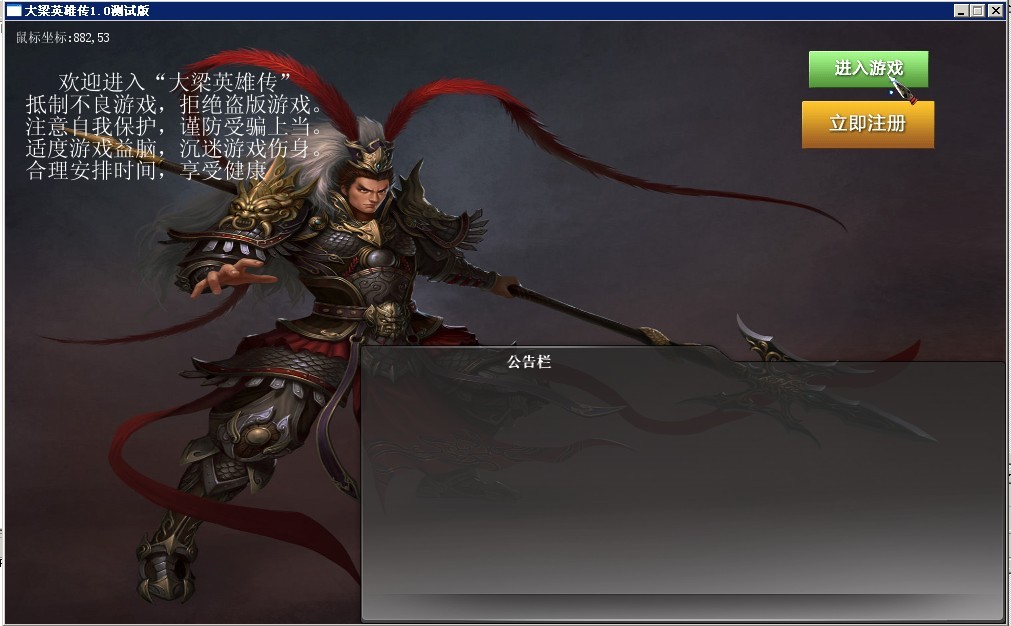 大梁英雄传1.0测试版
鼠标坐标:882,53
欢迎进入“大梁英雄传”
抵制不良游戏，拒绝盗版游戏。
注意自我保护，谨防受骗上当。
适度游戏益脑，沉迷游戏伤身。
合理安排时间，享受健康
进入游戏
立即注册
公告栏